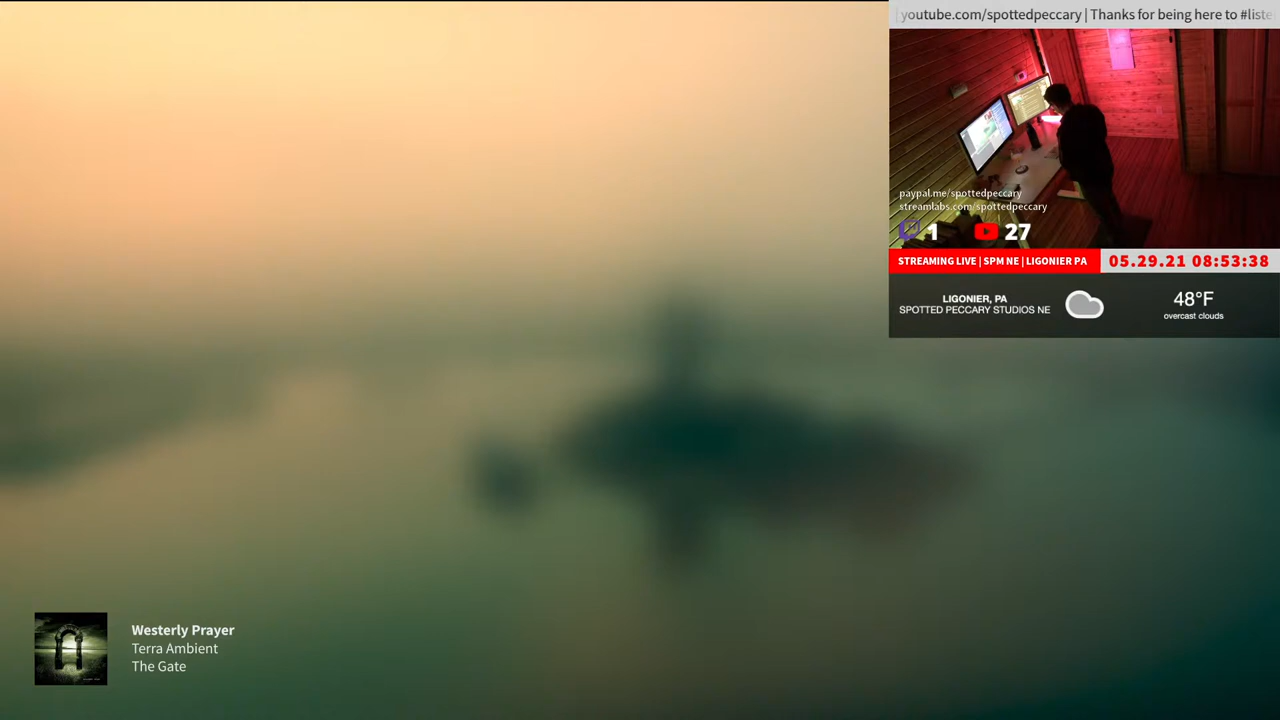 | youtube.com/spottedpeccary | Thanks for being here to #liste
paypal.me/spottedpeccary
streamlabs.com/spottedpeccary
1 27
STREAMING LIVE | SPM NE | LIGONIER PA 05.29.21 08:53:38
LIGONIER, PA
SPOTTED PECCARY STUDIOS NE
48°F
overcast clouds
Westerly Prayer
Terra Ambient
The Gate